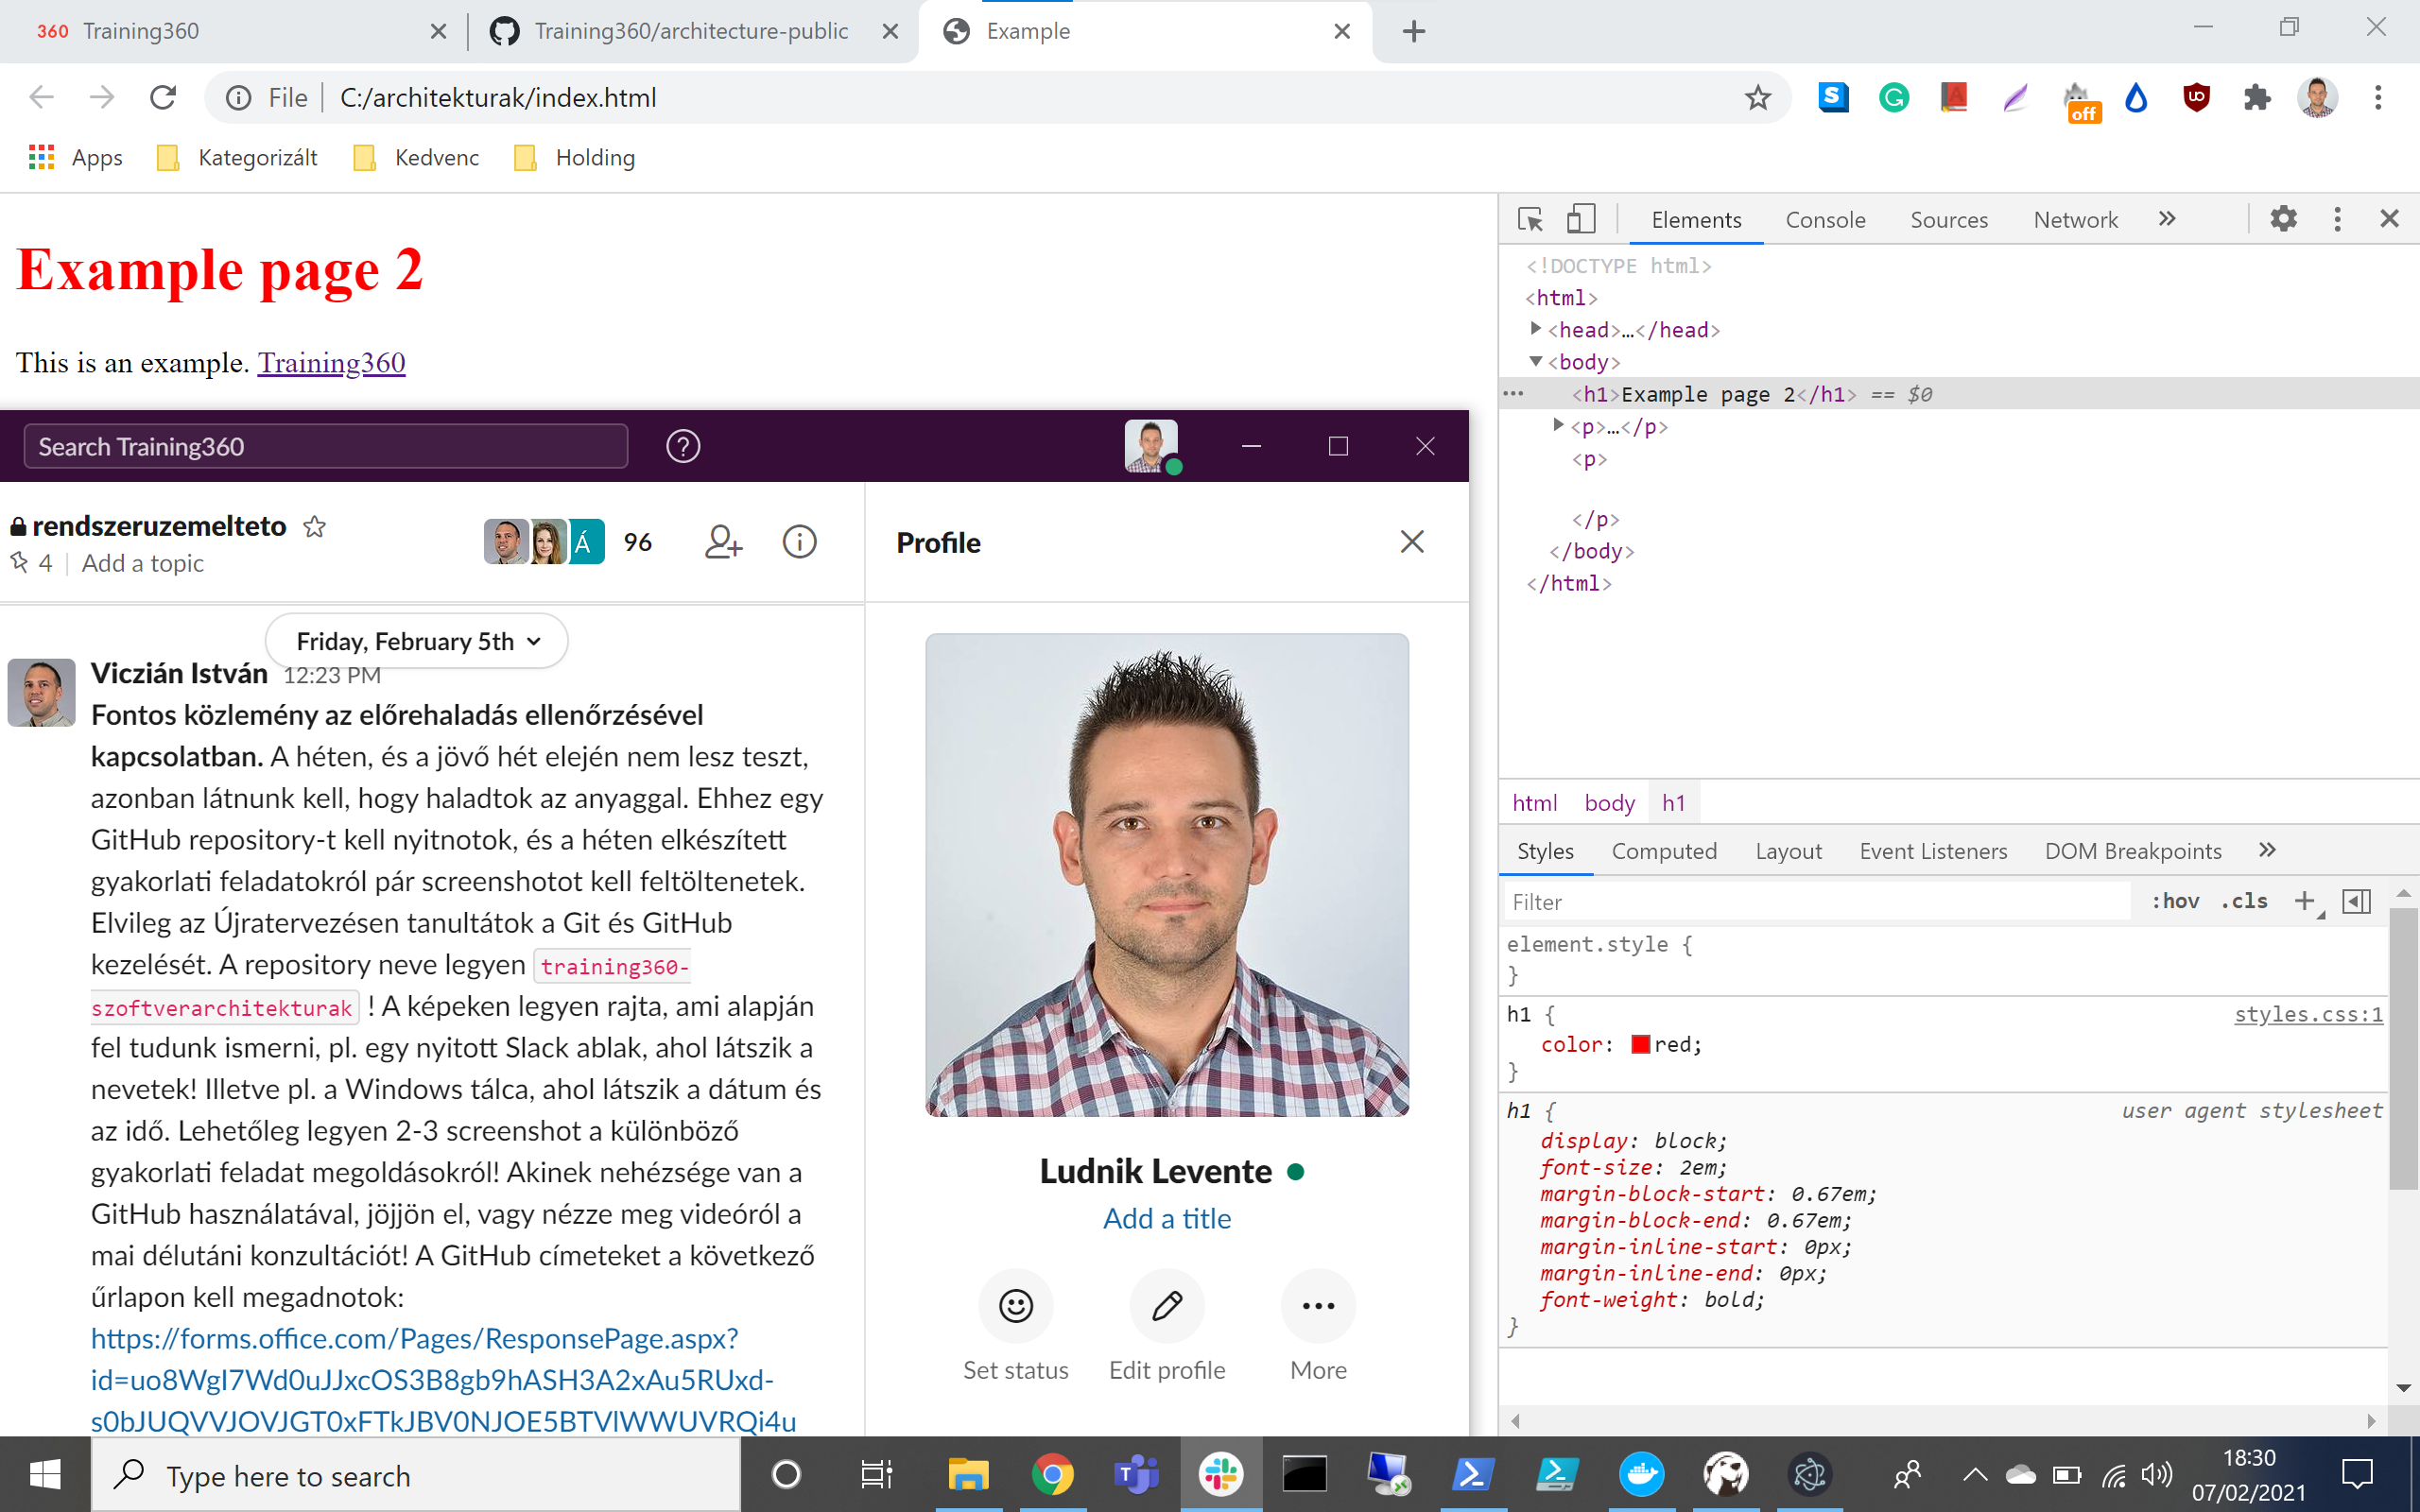 360 Training360
Training360/architecture-public
Example
File C:/architekturak/index.html
off
Apps Kategorizált Kedvenc Holding
Example page 2
This is an example. Training360
Search Training360
rendszeruzemelteto
4 Add a topic
Á 96
Friday, February 5th
Viczián István 12:23 PM
Fontos közlemény az előrehaladás ellenőrzésével
kapcsolatban. A héten, és a jövő hét elején nem lesz teszt,
azonban látnunk kell, hogy haladtok az anyaggal. Ehhez egy
GitHub repository-t kell nyitnotok, és a héten elkészített
gyakorlati feladatokról pár screenshotot kell feltöltenetek.
Elvileg az Újratervezésen tanultátok a Git és GitHub
kezelését. A repository neve legyen training360-
szoftverarchitekturak ! A képeken legyen rajta, ami alapján
fel tudunk ismerni, pl. egy nyitott Slack ablak, ahol látszik a
nevetek! Illetve pl. a Windows tálca, ahol látszik a dátum és
az idő. Lehetőleg legyen 2-3 screenshot a különböző
gyakorlati feladat megoldásokról! Akinek nehézsége van a
GitHub használatával, jöjjön el, vagy nézze meg videóról a
mai délutáni konzultációt! A GitHub címeteket a következő
űrlapon kell megadnotok:
https://forms.office.com/Pages/ResponsePage.aspx?
id=uo8WgI7Wd0uJJxcOS3B8gb9hASH3A2xAu5RUxd-
s0bJUQVVJOVJGT0xFTkJBV0NJOE5BTVlWWUVRQi4u
Profile
Ludnik Levente
Add a title
Set status Edit profile More
Elements Console Sources Network
<!DOCTYPE html>
<html>
<head>…</head>
<body>
<h1>Example page 2</h1> == $0
<p>…</p>
<p>
</p>
</body>
</html>
html body h1
Styles Computed Layout Event Listeners DOM Breakpoints
Filter :hov .cls
element.style {
}
h1 { styles.css:1
color: red;
}
h1 { user agent stylesheet
display: block;
font-size: 2em;
margin-block-start: 0.67em;
margin-block-end: 0.67em;
margin-inline-start: 0px;
margin-inline-end: 0px;
font-weight: bold;
}
Type here to search
18:30
07/02/2021